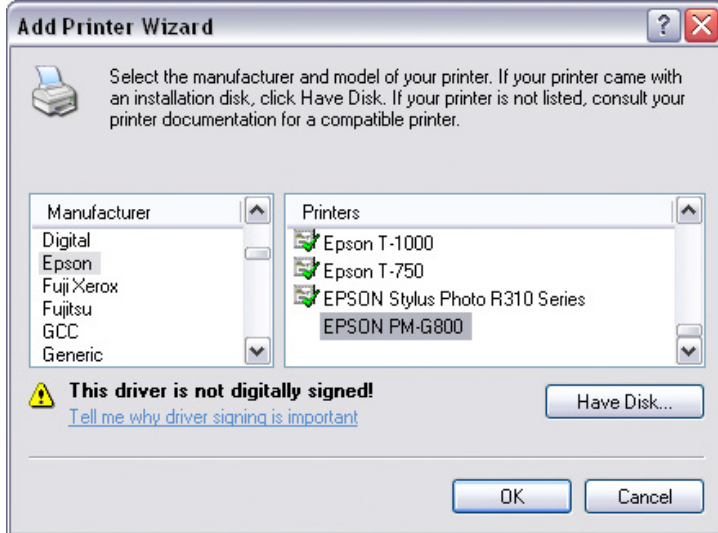 Add Printer Wizard
Select the manufacturer and model of your printer. If your printer came with
an installation disk, click Have Disk. If your printer is not listed, consult your
printer documentation for a compatible printer.
Manufacturer
Digital
Epson
Fuji Xerox
Fujitsu
GCC
Generic
Printers
Epson T-1000
Epson T-750
EPSON Stylus Photo R310 Series
EPSON PM-G800
This driver is not digitally signed!
Tell me why driver signing is important
Have Disk...
OK
Cancel